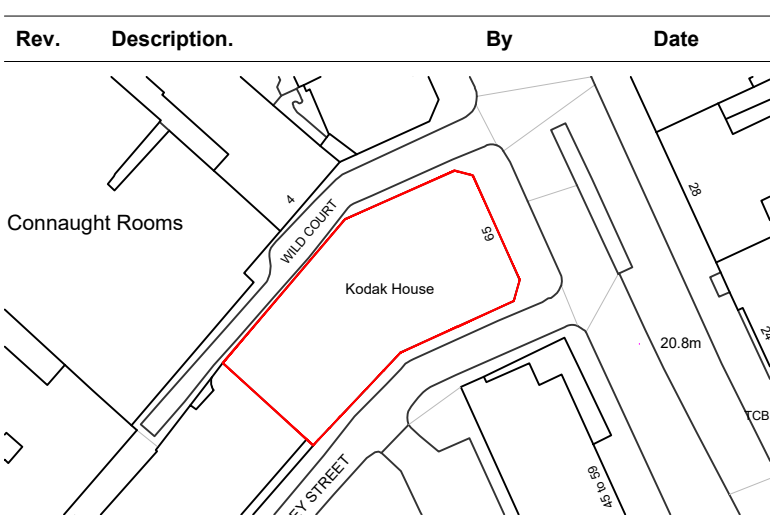 Rev. Description. By Date
28
4
Connaught Rooms
WILD COURT
65
Kodak House
24
20.8m
TCB
EY STREET
45 to 59